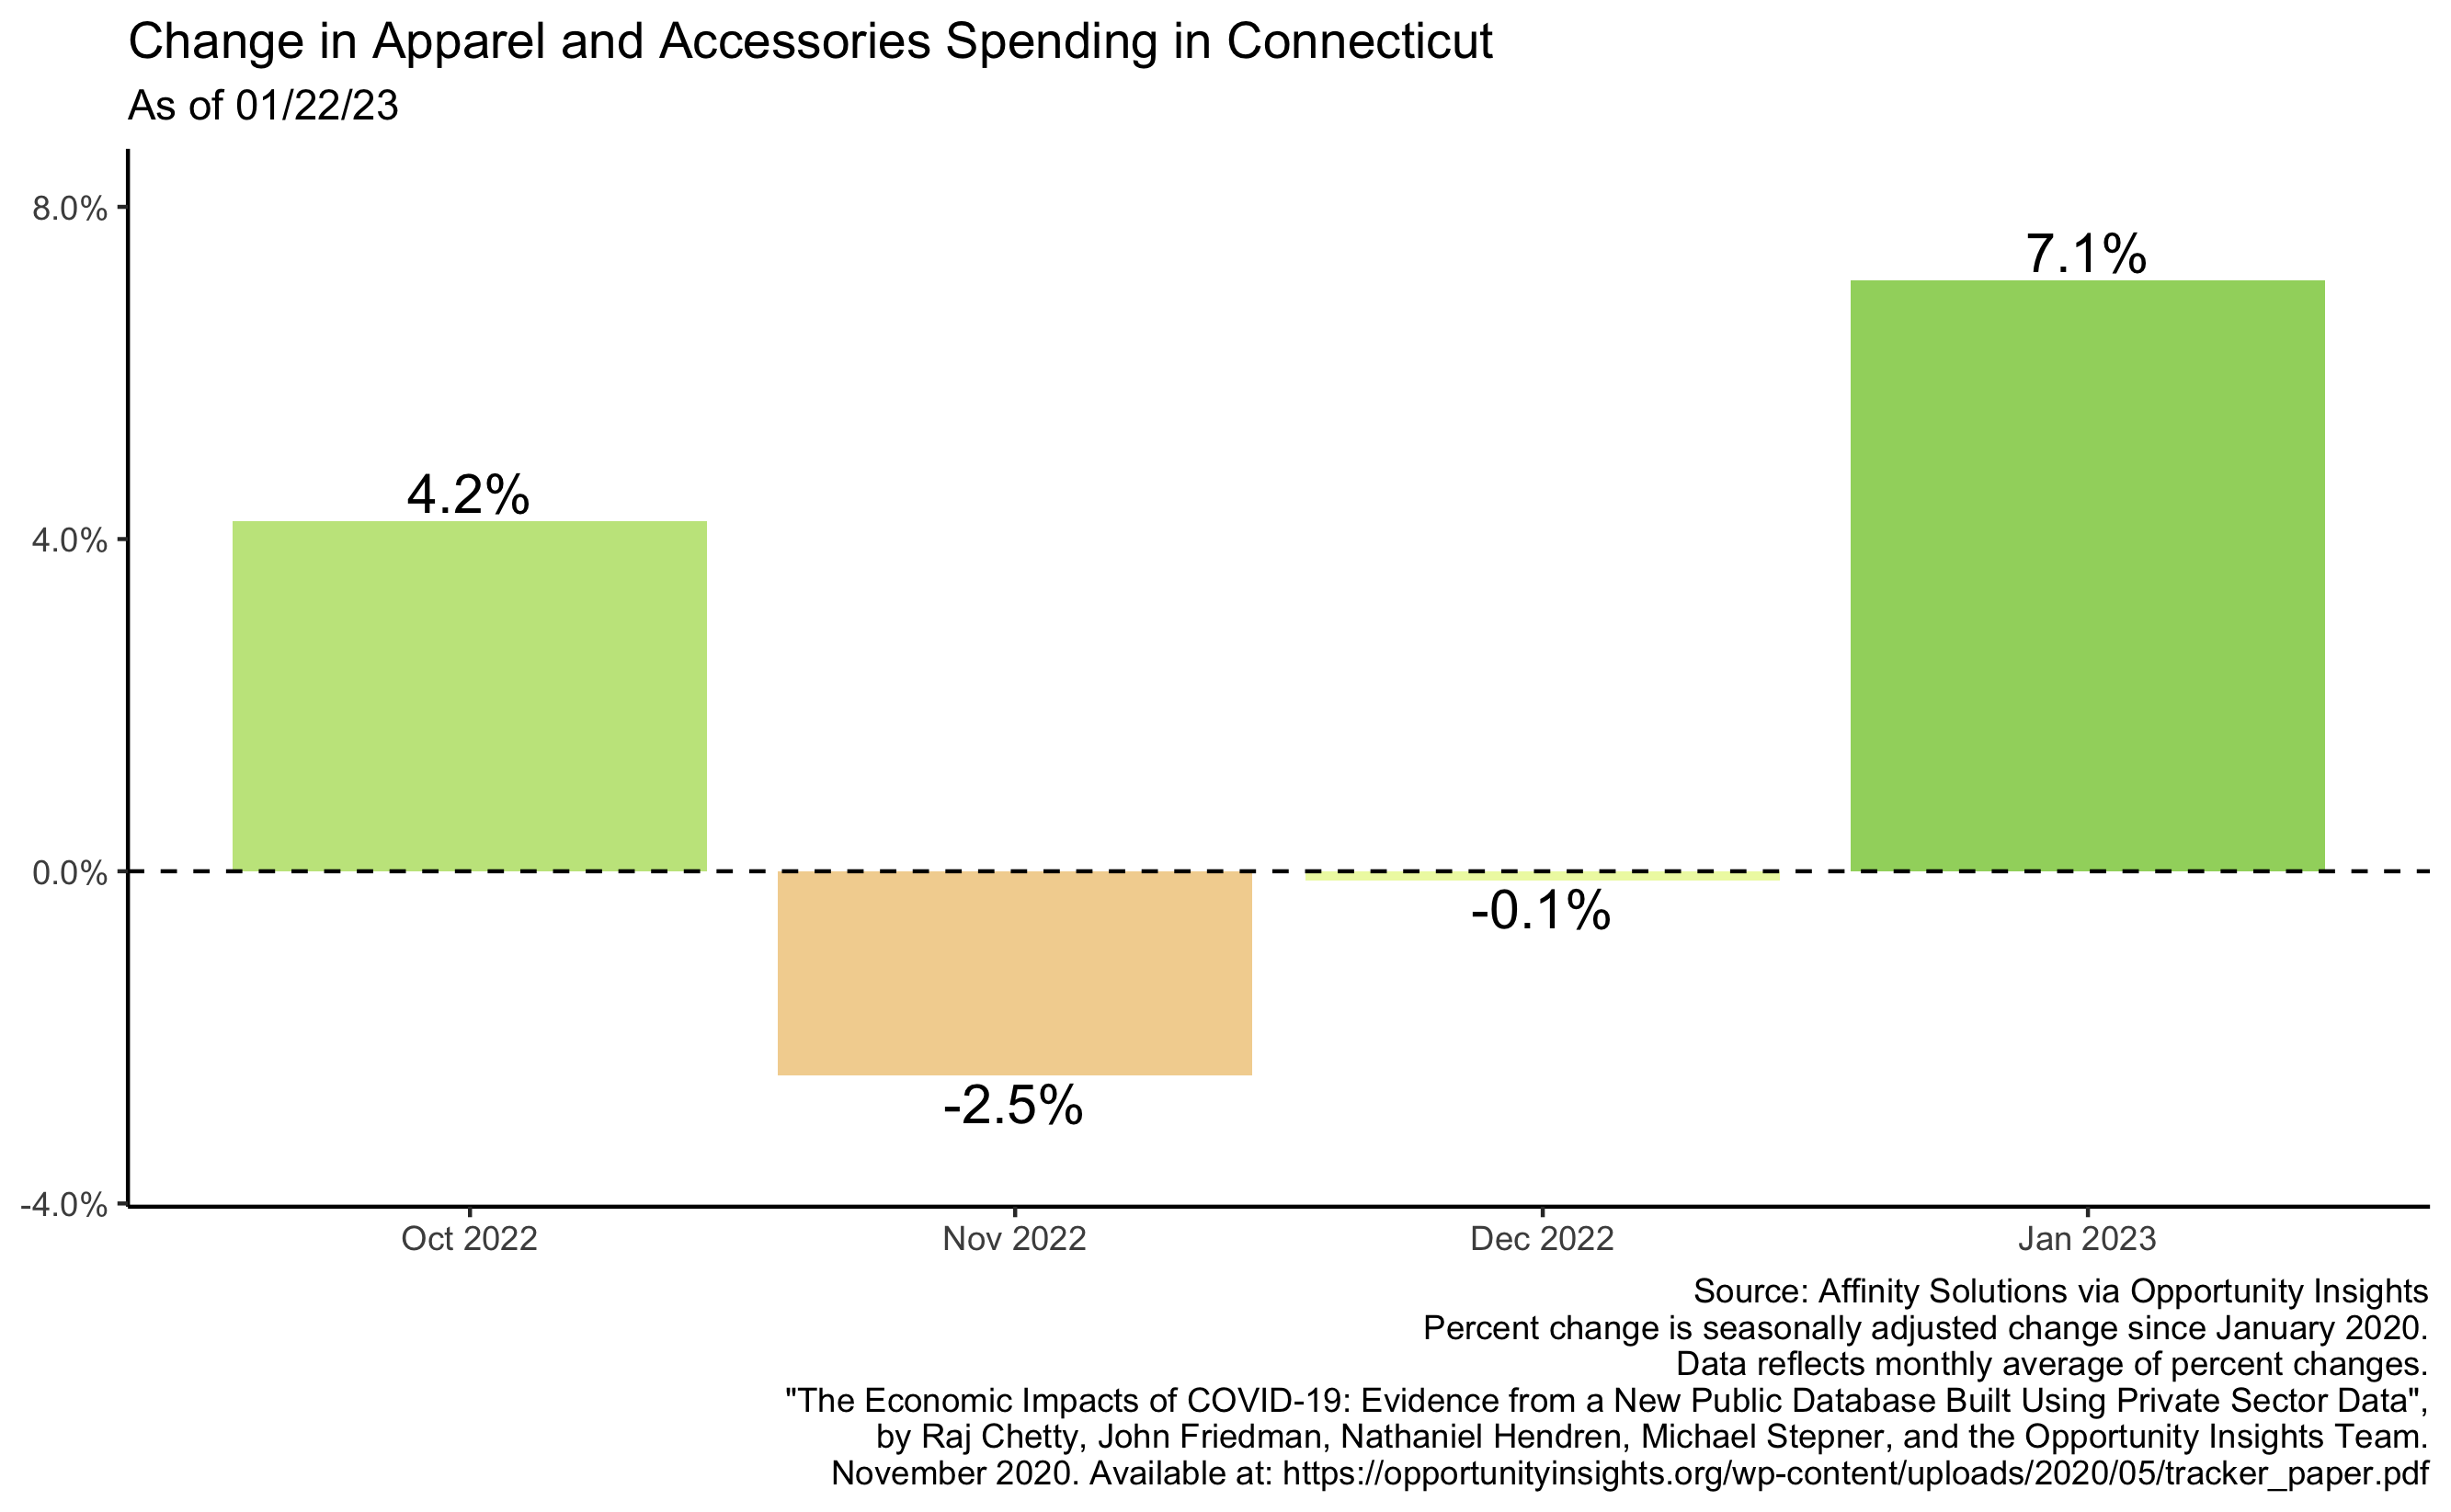 Change in Apparel and Accessories Spending in Connecticut
As of 01/22/23
8.0%
4.0%
0.0%
-4.0%
4.2%
-2.5%
-0.1%
7.1%
Oct 2022
Nov 2022
Dec 2022
Jan 2023
Source: Affinity Solutions via Opportunity Insights
Percent change is seasonally adjusted change since January 2020.
Data reflects monthly average of percent changes.
"The Economic Impacts of COVID-19: Evidence from a New Public Database Built Using Private Sector Data",
by Raj Chetty, John Friedman, Nathaniel Hendren, Michael Stepner, and the Opportunity Insights Team.
November 2020. Available at: https://opportunityinsights.org/wp-content/uploads/2020/05/tracker_paper.pdf